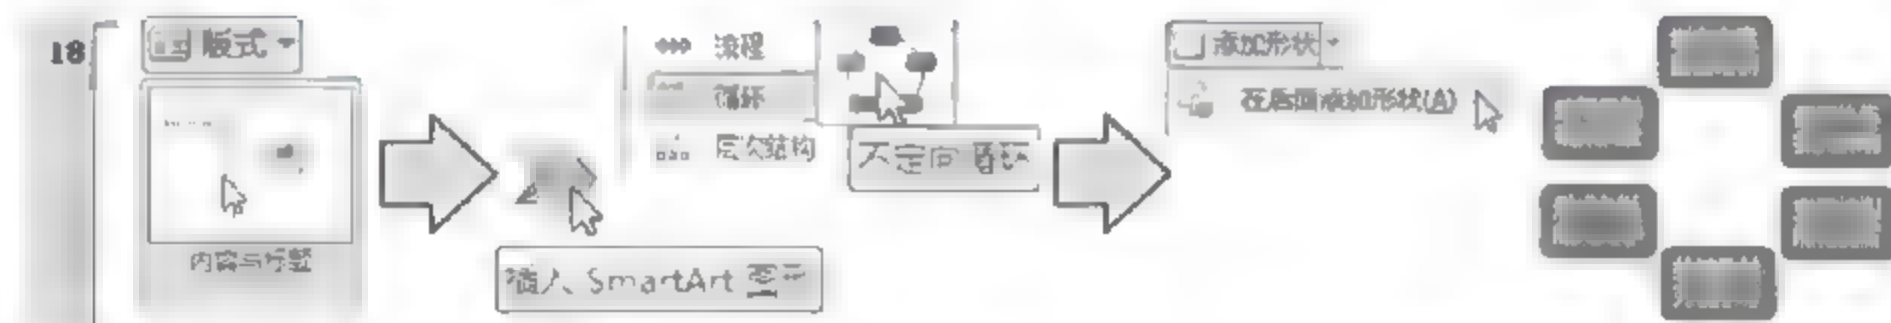 18
版式
内容与标题
插入 SmartArt 图形
流程
循环
层次结构
不定向循环
添加形状
在后面添加形状(A)